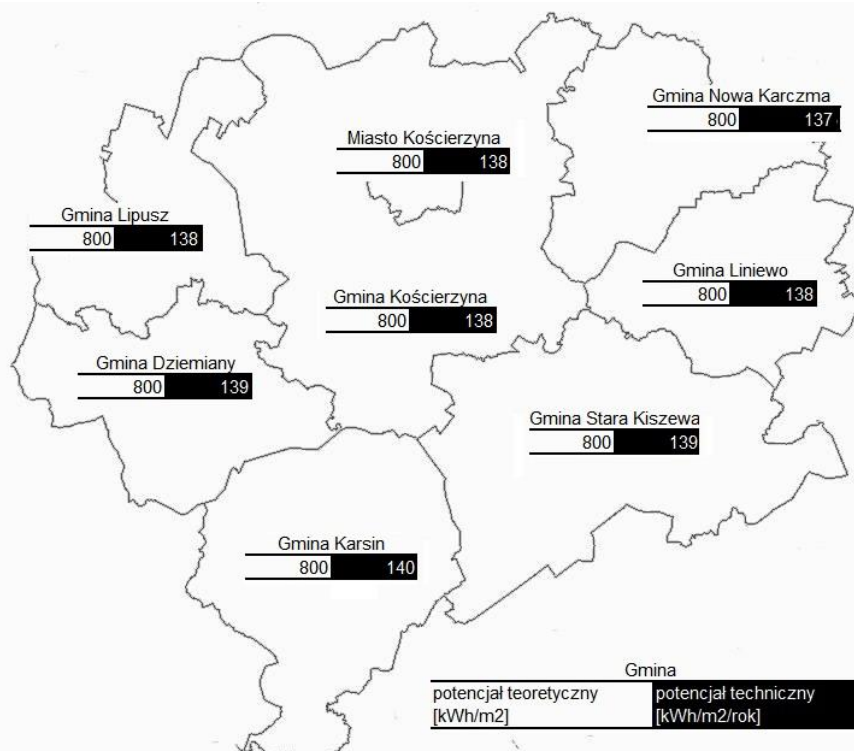 Gmina Nowa Karczma
800 137
Miasto Kościerzyna
800 138
Gmina Lipusz
800 138
Gmina Liniewo
800 138
Gmina Kościerzyna
800 138
Gmina Dziemiany
800 139
Gmina Stara Kiszewa
800 139
Gmina Karsin
800 140
Gmina
potencjał teoretyczny potencjał techniczny
[kWh/m2] [kWh/m2/rok]